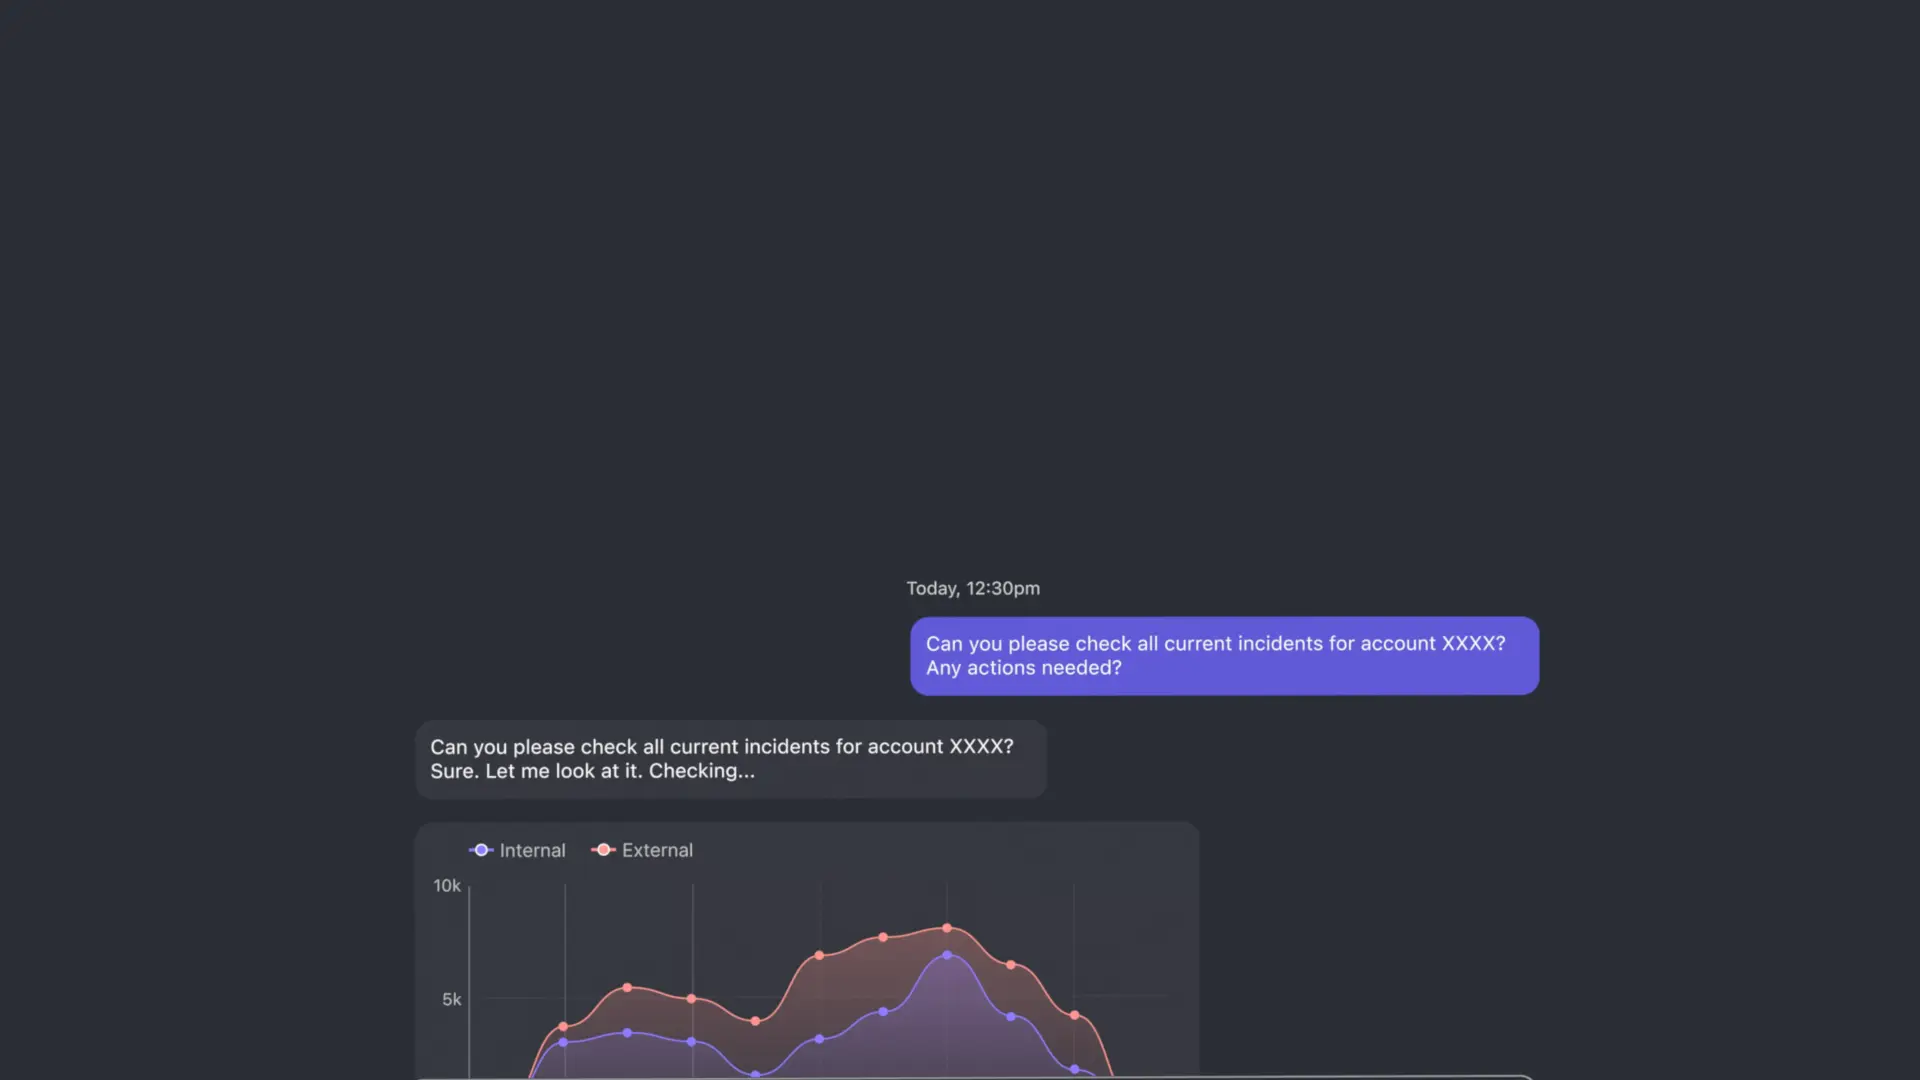 Today, 12:30pm
Can you please check all current incidents for account XXXX?
Any actions needed?
Can you please check all current incidents for account XXXX?
Sure. Let me look at it. Checking...
Internal External
10k
5k